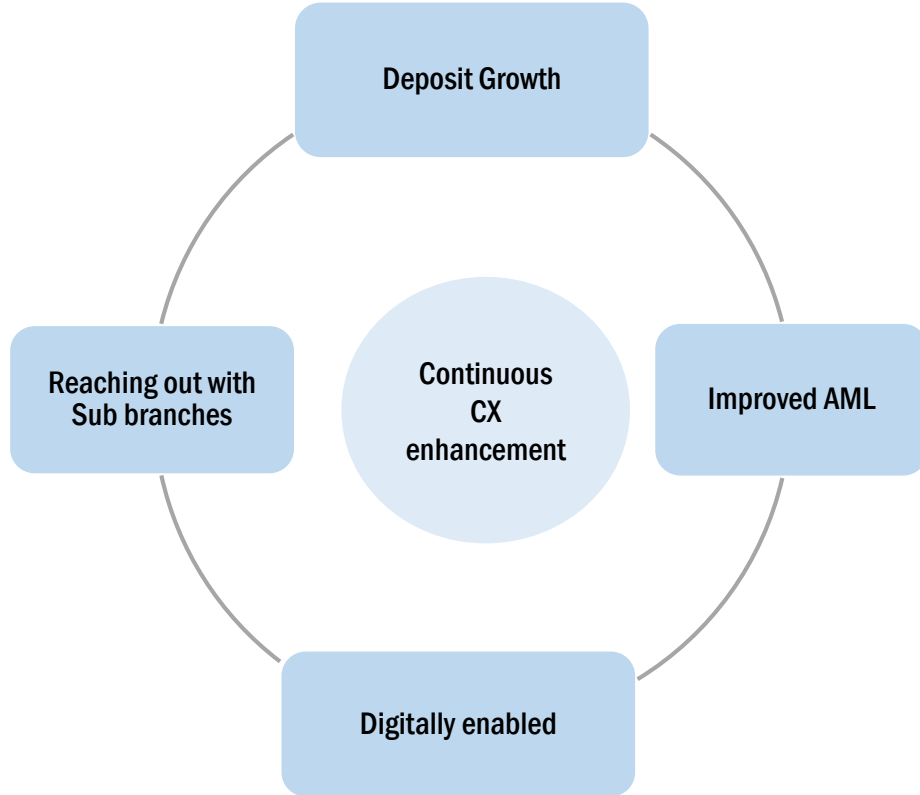 Deposit Growth
Reaching out with
Sub branches
Continuous
CX
enhancement
Improved AML
Digitally enabled